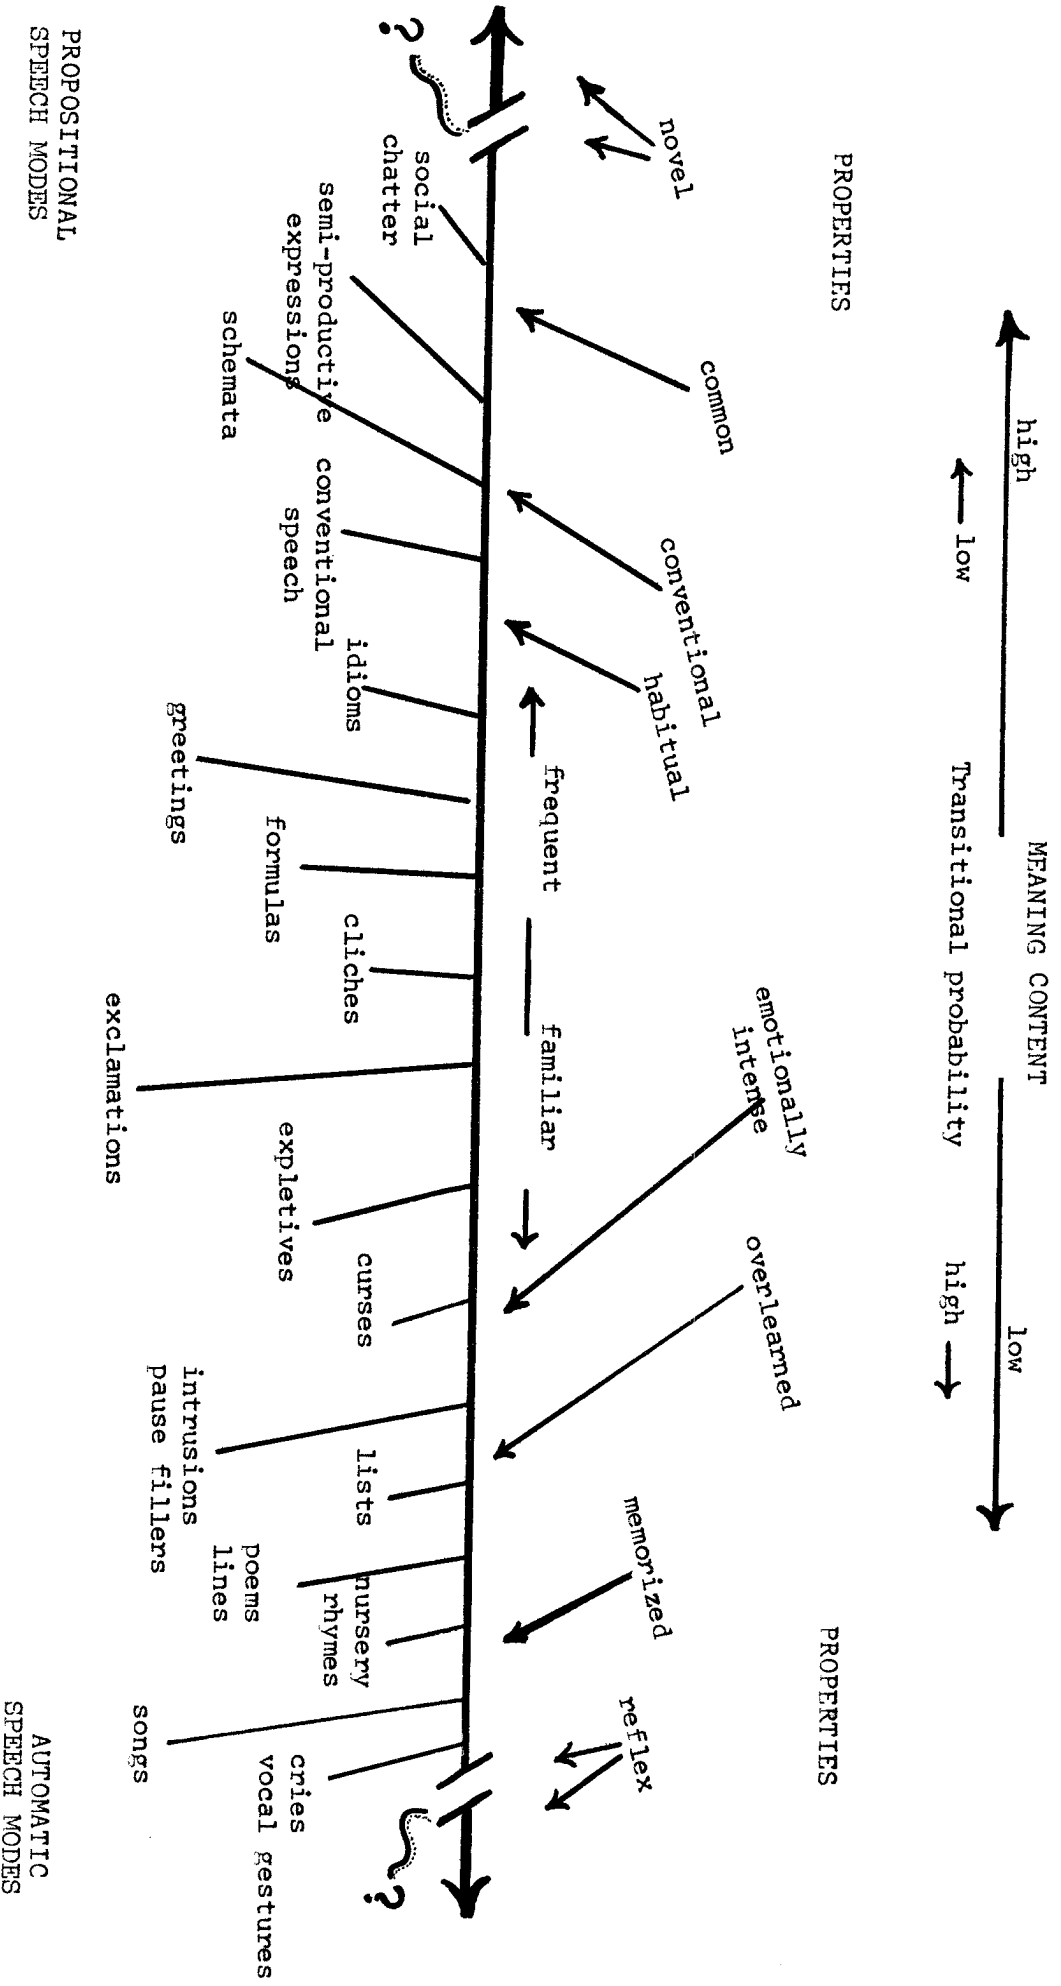 MEANING CONTENT
high
low
low
Transitional probability
high
PROPERTIES
PROPERTIES
novel
common
conventional
habitual
emotionally
intense
overlearned
memorized
reflex
frequent
familiar
?
social
chatter
semi-productive
expressions
schemata
conventional
speech
idioms
greetings
formulas
cliches
exclamations
expletives
curses
intrusions
pause fillers
lists
poems
lines
nursery
rhymes
songs
cries
vocal gestures
?
PROPOSITIONAL
SPEECH MODES
AUTOMATIC
SPEECH MODES